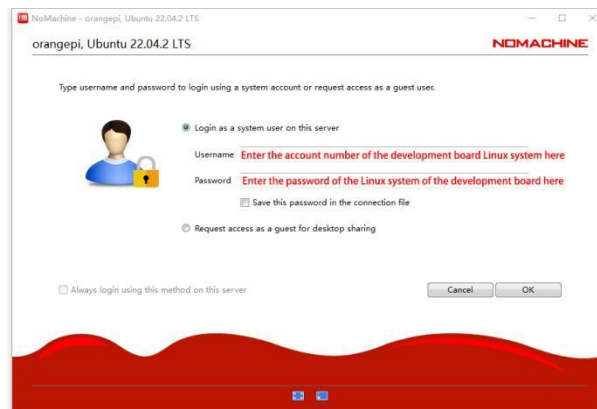 NoMachine - orangepi, Ubuntu 22.04.2 LTS
orangepi, Ubuntu 22.04.2 LTS
NOMACHINE
Type username and password to login using a system account or request access as a guest user.
Login as a system user on this server
Username Enter the account number of the development board Linux system here
Password Enter the password of the Linux system of the development board here
Save this password in the connection file
Request access as a guest for desktop sharing
Always login using this method on this server
Cancel OK